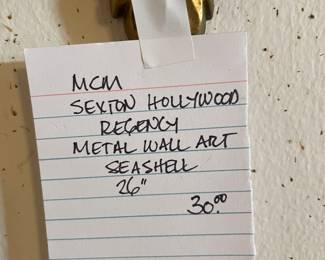 MCM
SEXTON HOLLYWOOD
REGENCY
METAL WALL ART
SEASHELL
26"
30.00